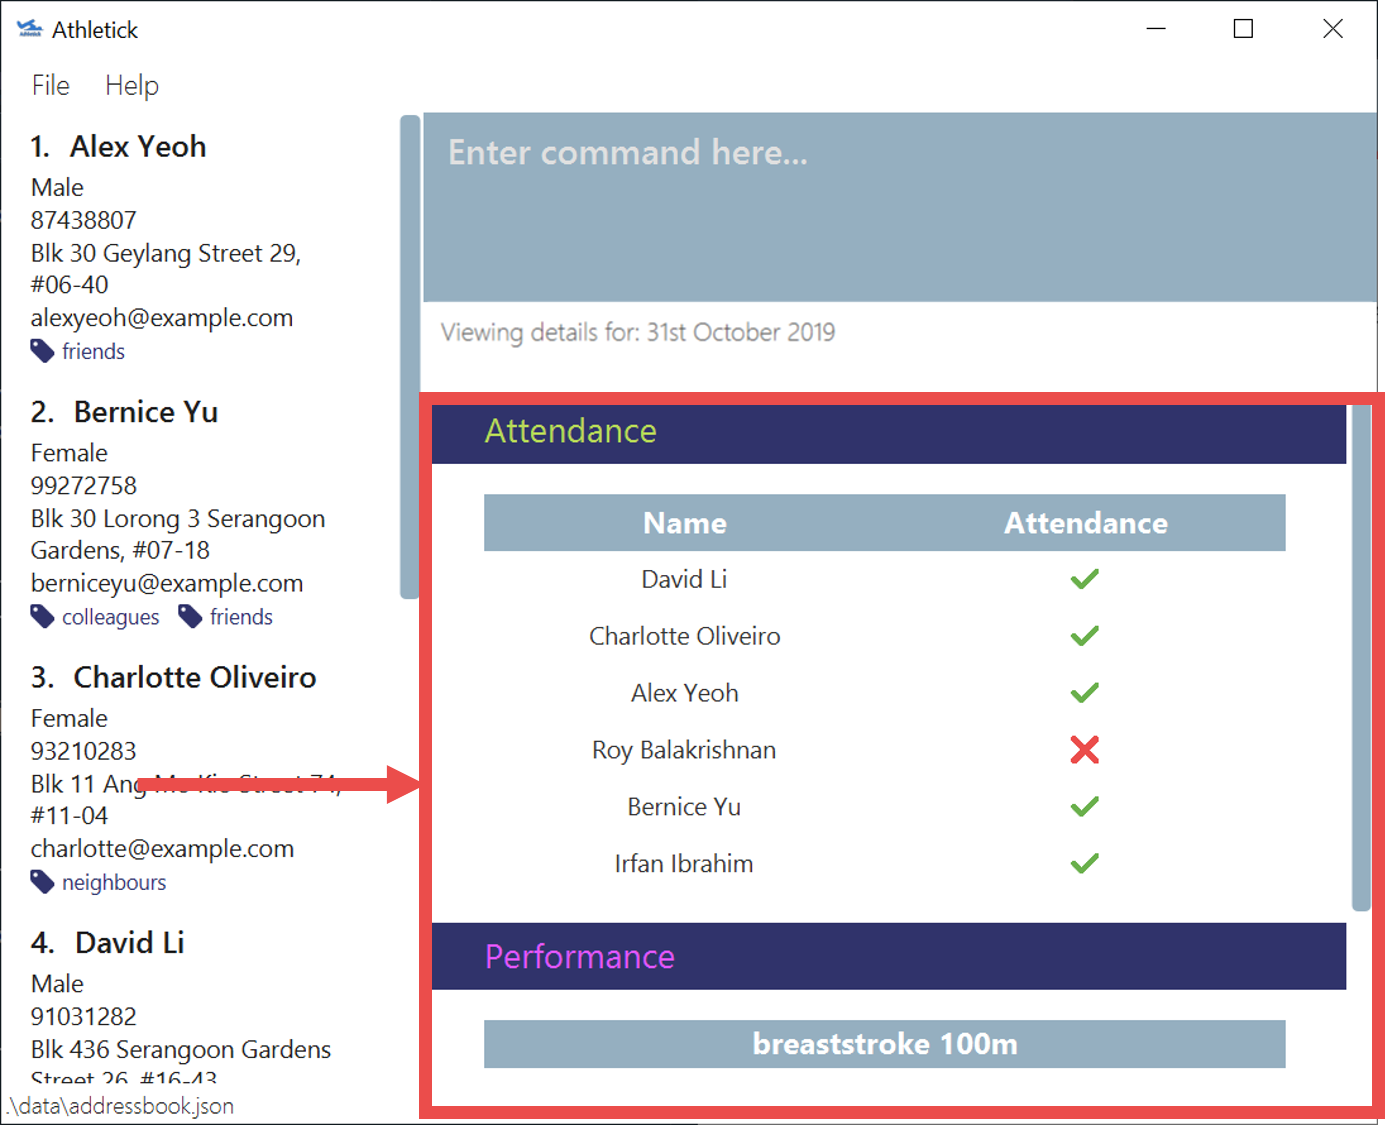 Athletick
File Help
1. Alex Yeoh
Male
87438807
Blk 30 Geylang Street 29,
#06-40
alexyeoh@example.com
friends
2. Bernice Yu
Female
99272758
Blk 30 Lorong 3 Serangoon
Gardens, #07-18
berniceyu@example.com
colleagues friends
3. Charlotte Oliveiro
Female
93210283
Blk 11 Ang Mo Kio Street 74,
#11-04
charlotte@example.com
neighbours
4. David Li
Male
91031282
Blk 436 Serangoon Gardens
Street 26, #16-43
.\data\addressbook.json
Enter command here...
Viewing details for: 31st October 2019
Attendance
Name Attendance
David Li
Charlotte Oliveiro
Alex Yeoh
Roy Balakrishnan
Bernice Yu
Irfan Ibrahim
Performance
breaststroke 100m